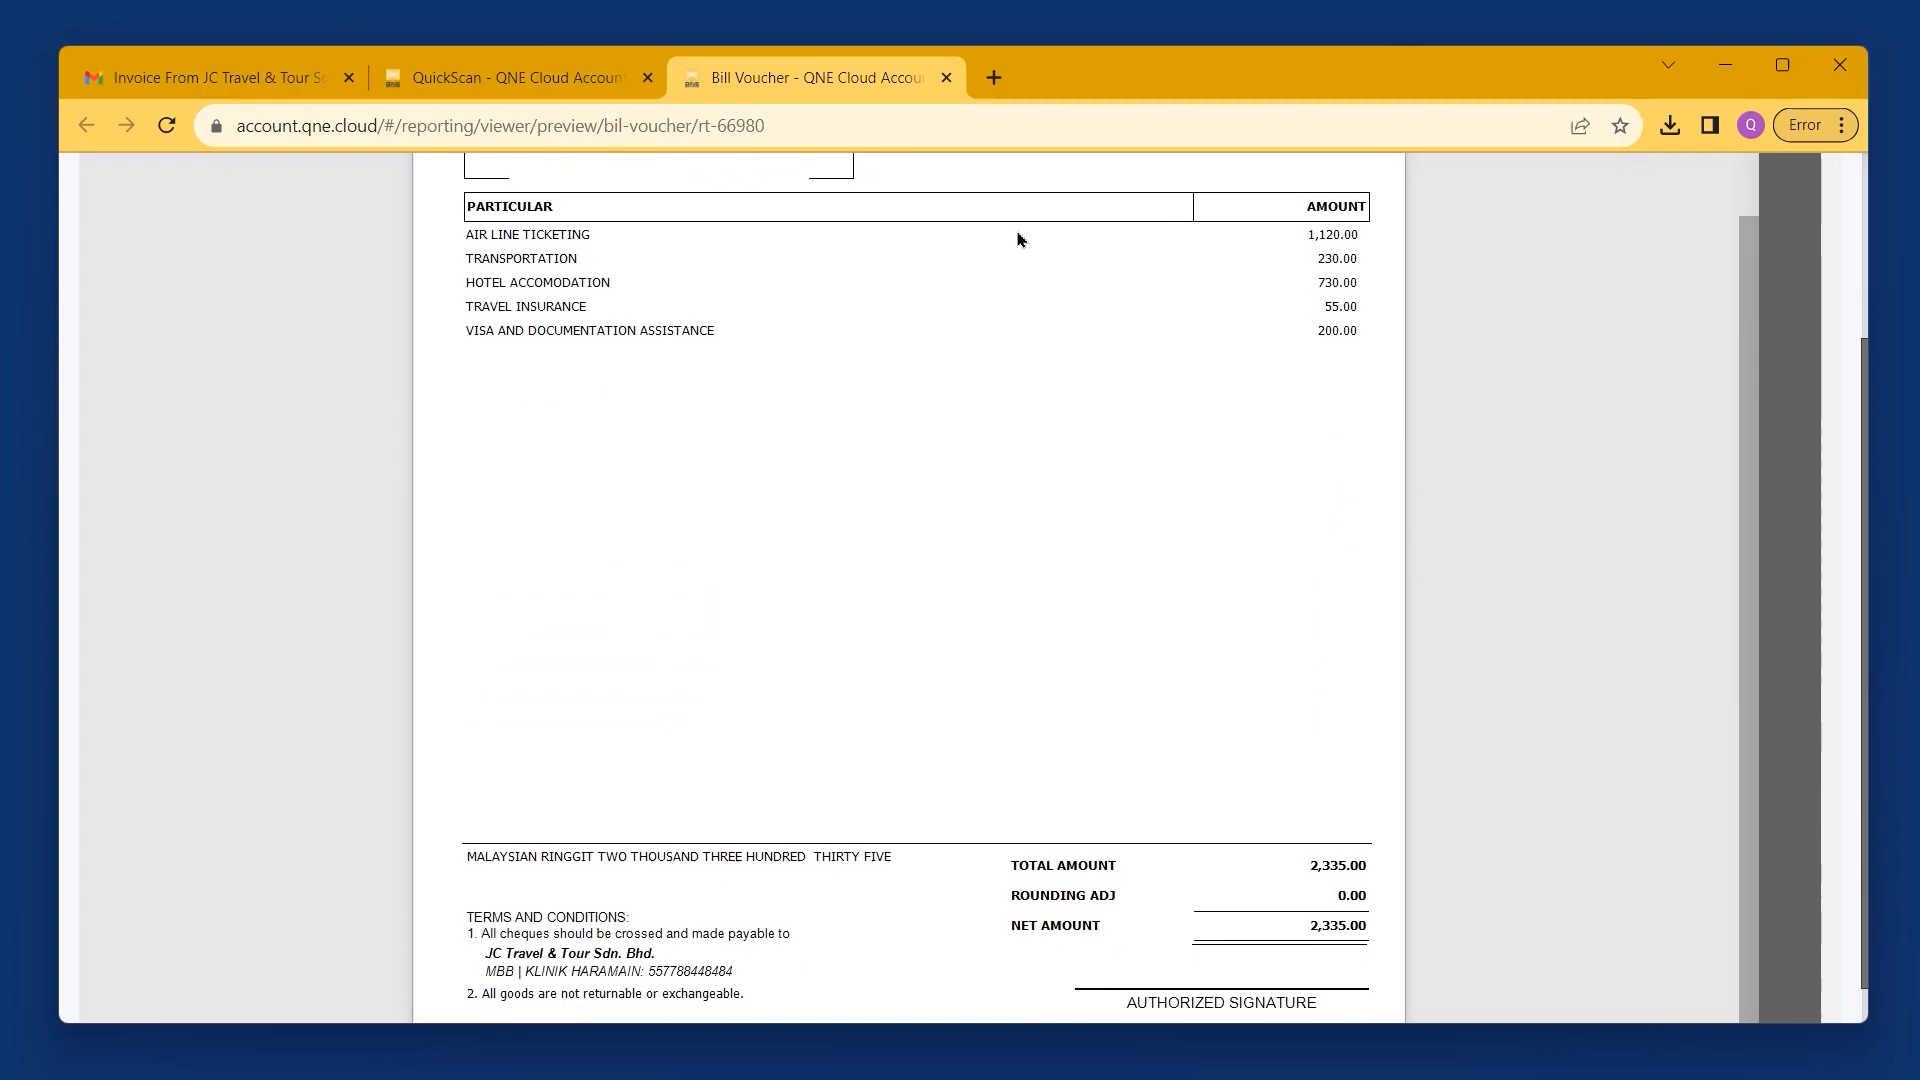 Invoice From JC Travel & Tour S
QuickScan - QNE Cloud Accoun
Bill Voucher - QNE Cloud Accou
account.qne.cloud/#/reporting/viewer/preview/bil-voucher/rt-66980
Q
Error
PARTICULAR AMOUNT
AIR LINE TICKETING 1,120.00
TRANSPORTATION 230.00
HOTEL ACCOMODATION 730.00
TRAVEL INSURANCE 55.00
VISA AND DOCUMENTATION ASSISTANCE 200.00
MALAYSIAN RINGGIT TWO THOUSAND THREE HUNDRED THIRTY FIVE
TOTAL AMOUNT 2,335.00
ROUNDING ADJ 0.00
NET AMOUNT 2,335.00
TERMS AND CONDITIONS:
1. All cheques should be crossed and made payable to
JC Travel & Tour Sdn. Bhd.
MBB | KLINIK HARAMAIN: 557788448484
2. All goods are not returnable or exchangeable.
AUTHORIZED SIGNATURE